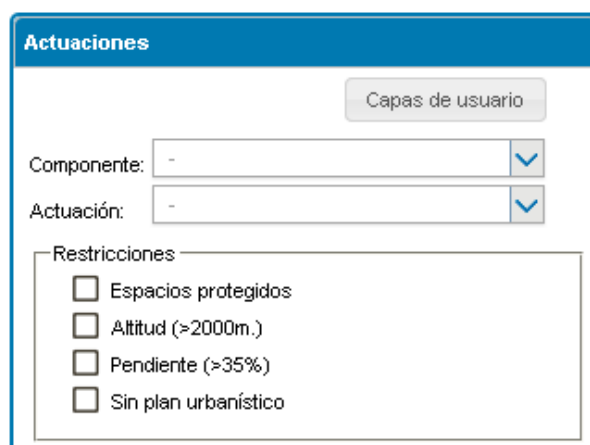 Actuaciones
Capas de usuario
Componente: -
Actuación: -
Restricciones
Espacios protegidos
Altitud (>2000m.)
Pendiente (>35%)
Sin plan urbanístico